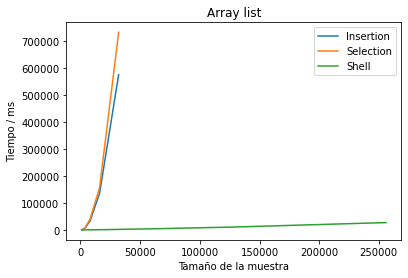 Array list
Insertion
Selection
Shell
700000
600000
500000
400000
300000
200000
100000
0
Tiempo / ms
0
50000
100000
150000
200000
250000
Tamaño de la muestra